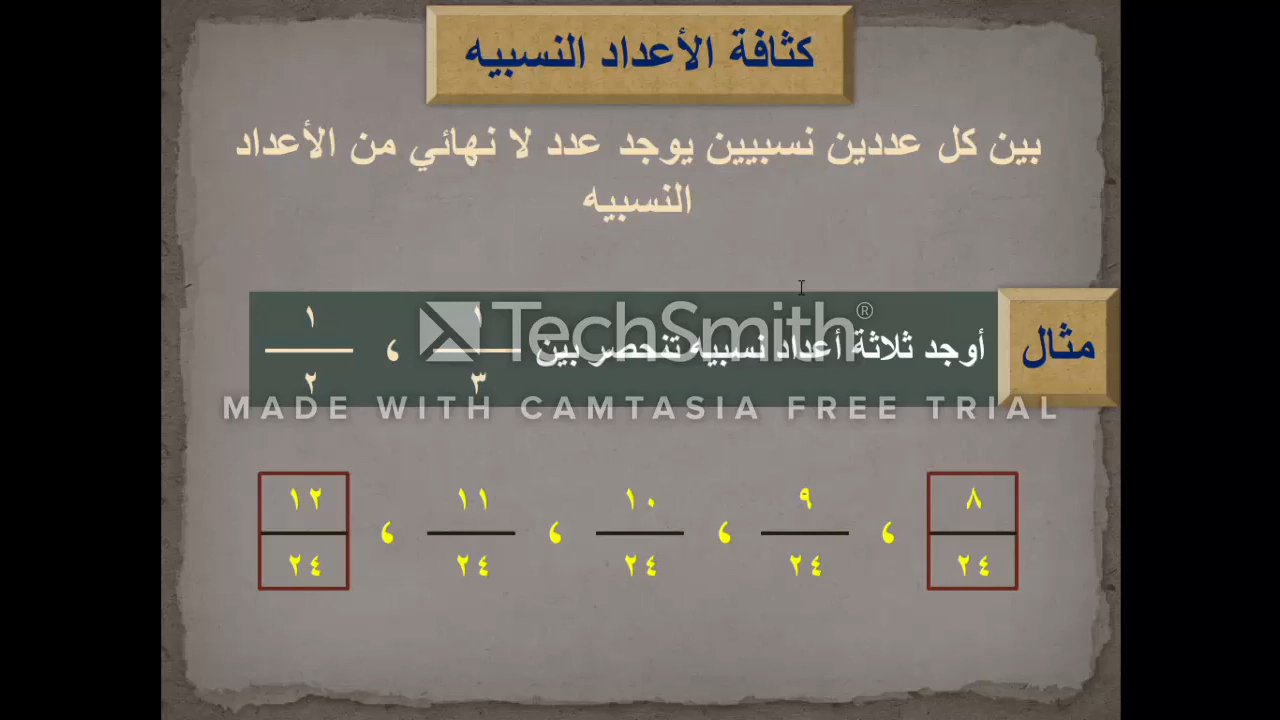 كثافة الأعداد النسبيه
بين كل عددين نسبيين يوجد عدد لا نهائي من الأعداد
النسبيه
مثال
أوجد ثلاثة أعداد نسبيه تنحصر بين ١/٣ ، ١/٢
TechSmith®
MADE WITH CAMTASIA FREE TRIAL
٨/٢٤ ، ٩/٢٤ ، ١٠/٢٤ ، ١١/٢٤ ، ١٢/٢٤